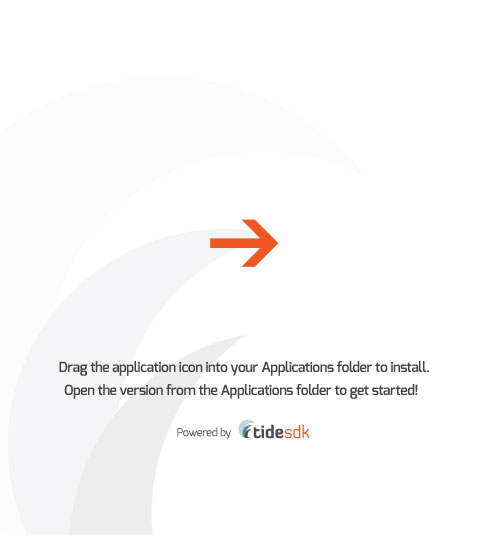 Drag the application icon into your Applications folder to install.
Open the version from the Applications folder to get started!
Powered by tidesdk